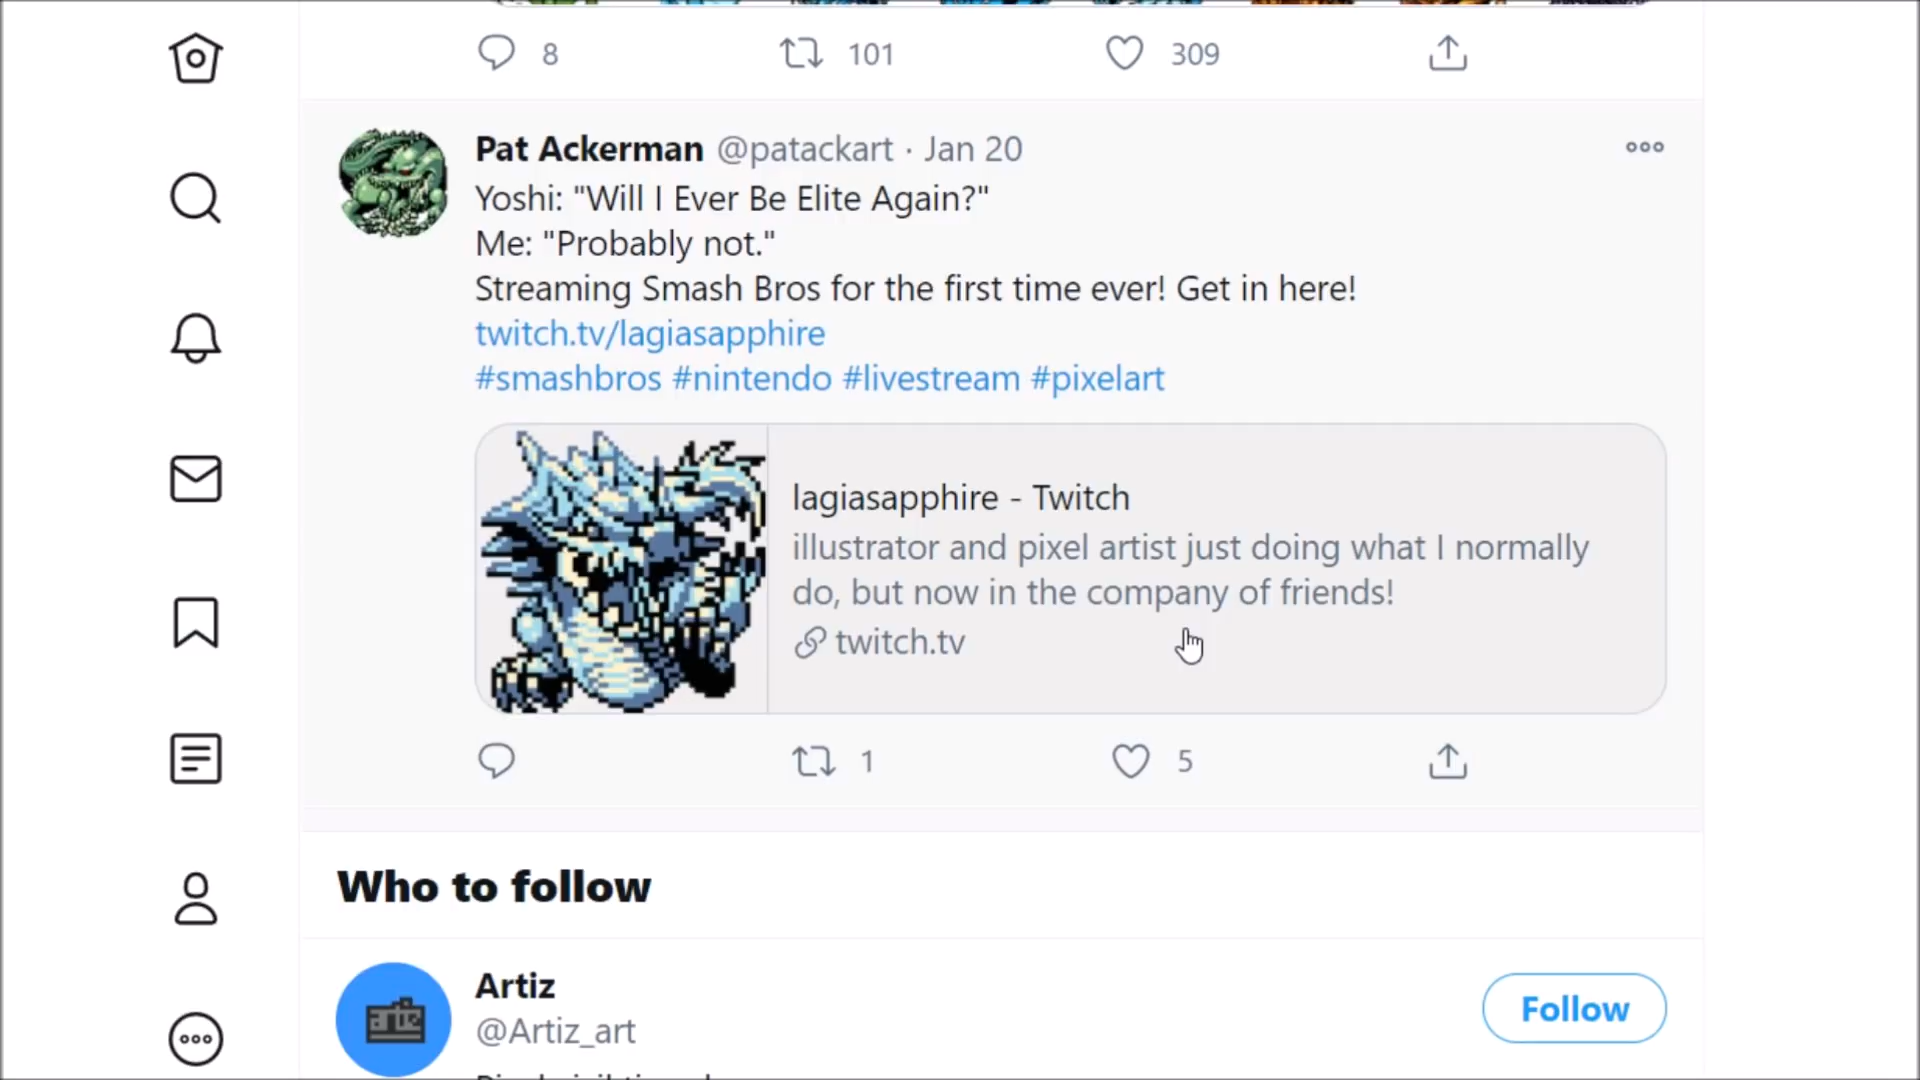 8 101 309
Pat Ackerman @patackart · Jan 20
Yoshi: "Will I Ever Be Elite Again?"
Me: "Probably not."
Streaming Smash Bros for the first time ever! Get in here!
twitch.tv/lagiasapphire
#smashbros #nintendo #livestream #pixelart
lagiasapphire - Twitch
illustrator and pixel artist just doing what I normally
do, but now in the company of friends!
twitch.tv
1 5
Who to follow
Artiz
@Artiz_art
Follow